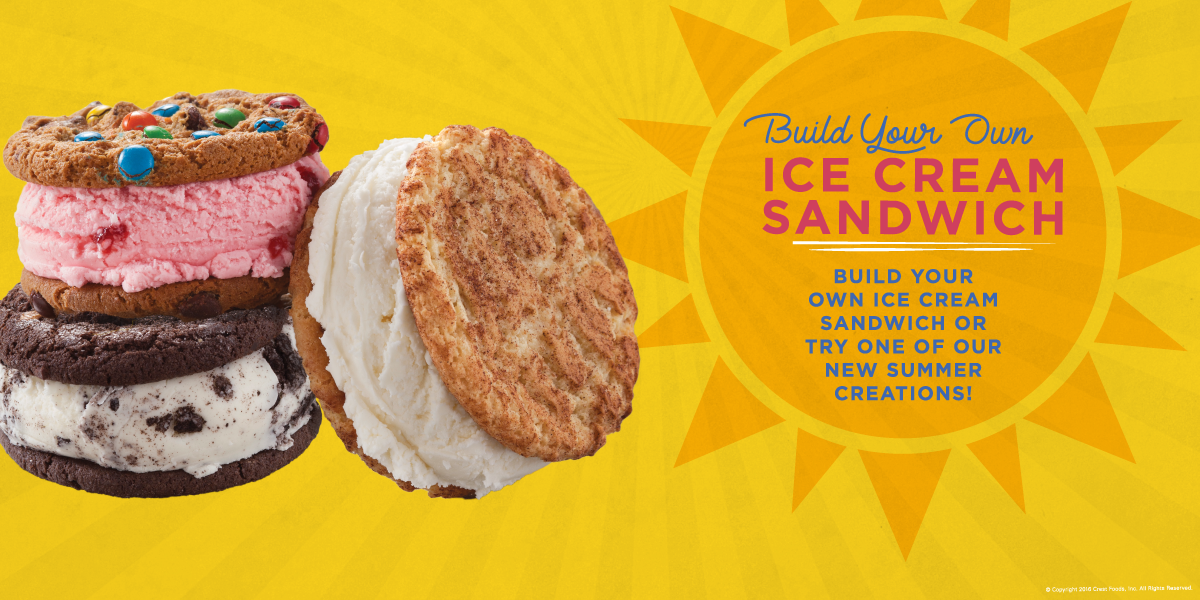 Build Your Own
ICE CREAM
SANDWICH
BUILD YOUR
OWN ICE CREAM
SANDWICH OR
TRY ONE OF OUR
NEW SUMMER
CREATIONS!
© Copyright 2018 Crest Foods, Inc. All Rights Reserved.